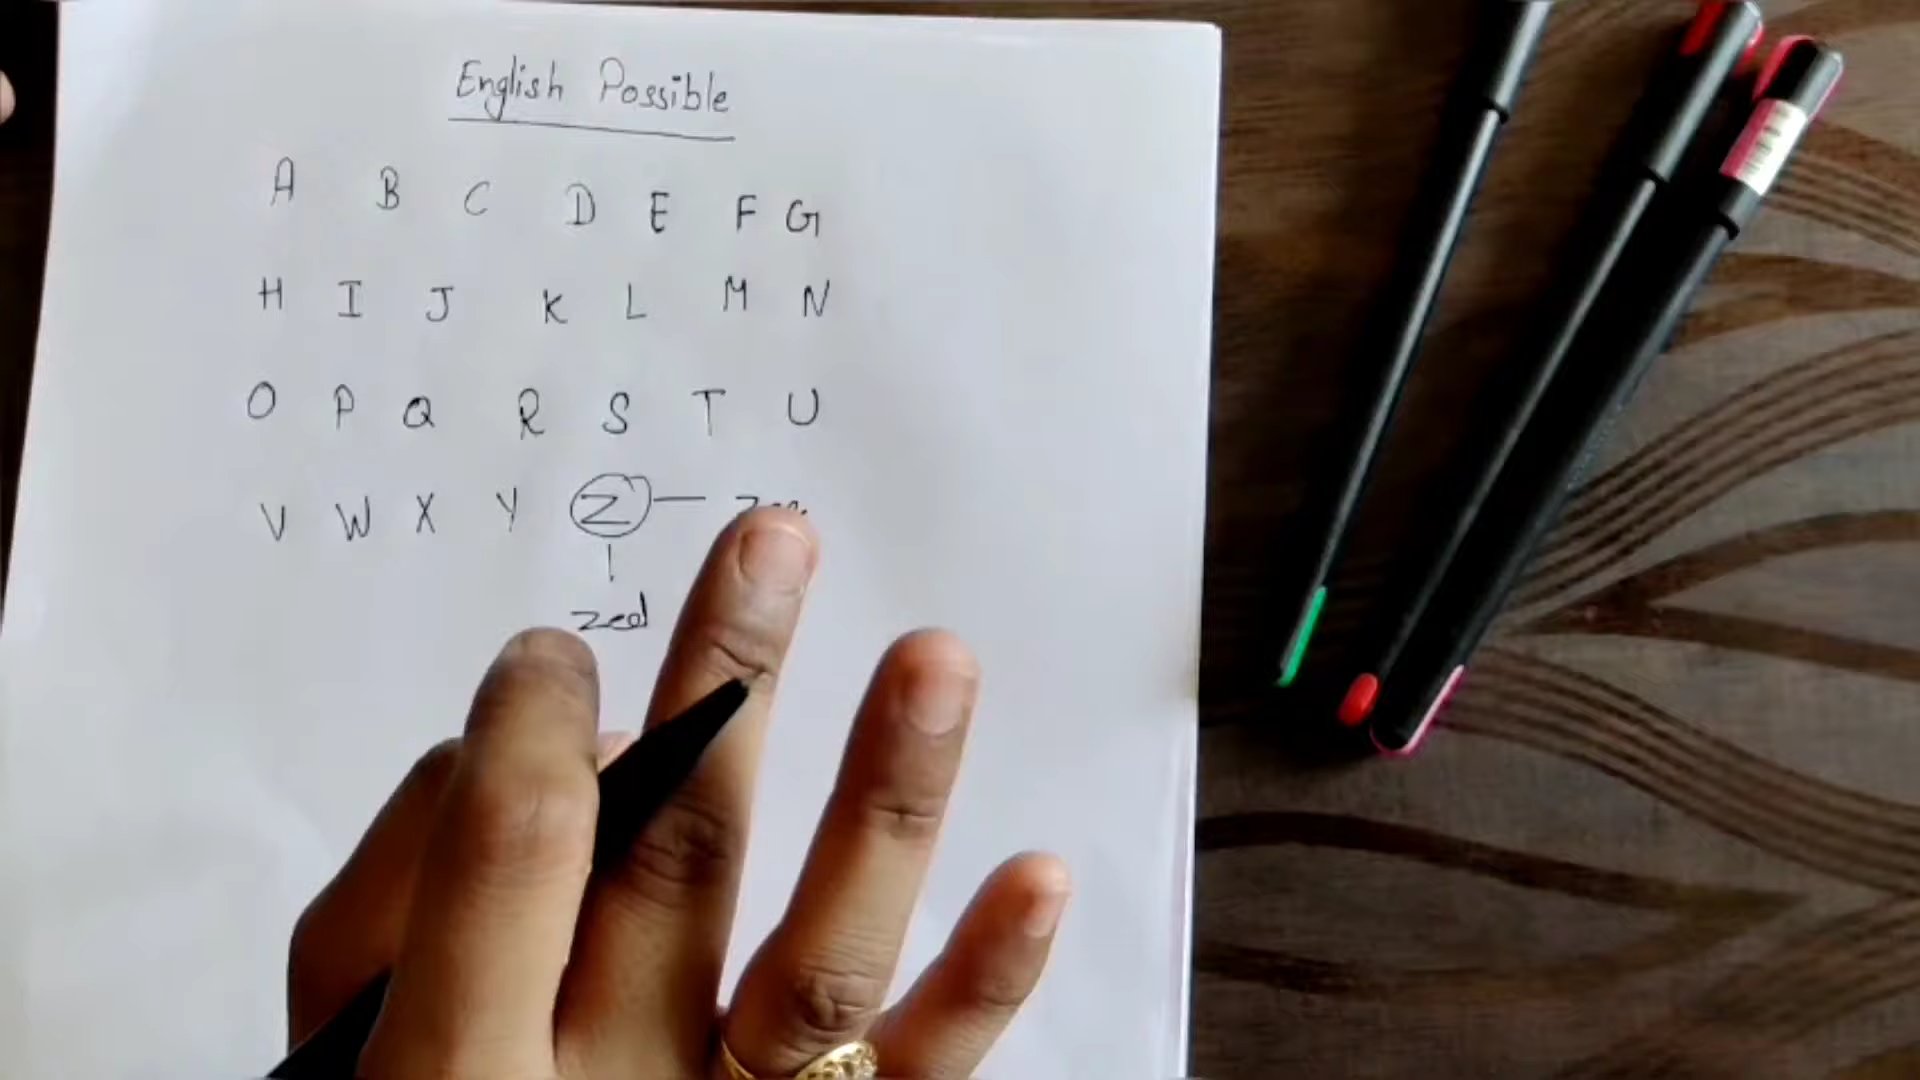 English Possible
A B C D E F G
H I J K L M N
O P Q R S T U
V W X Y Z —
zed